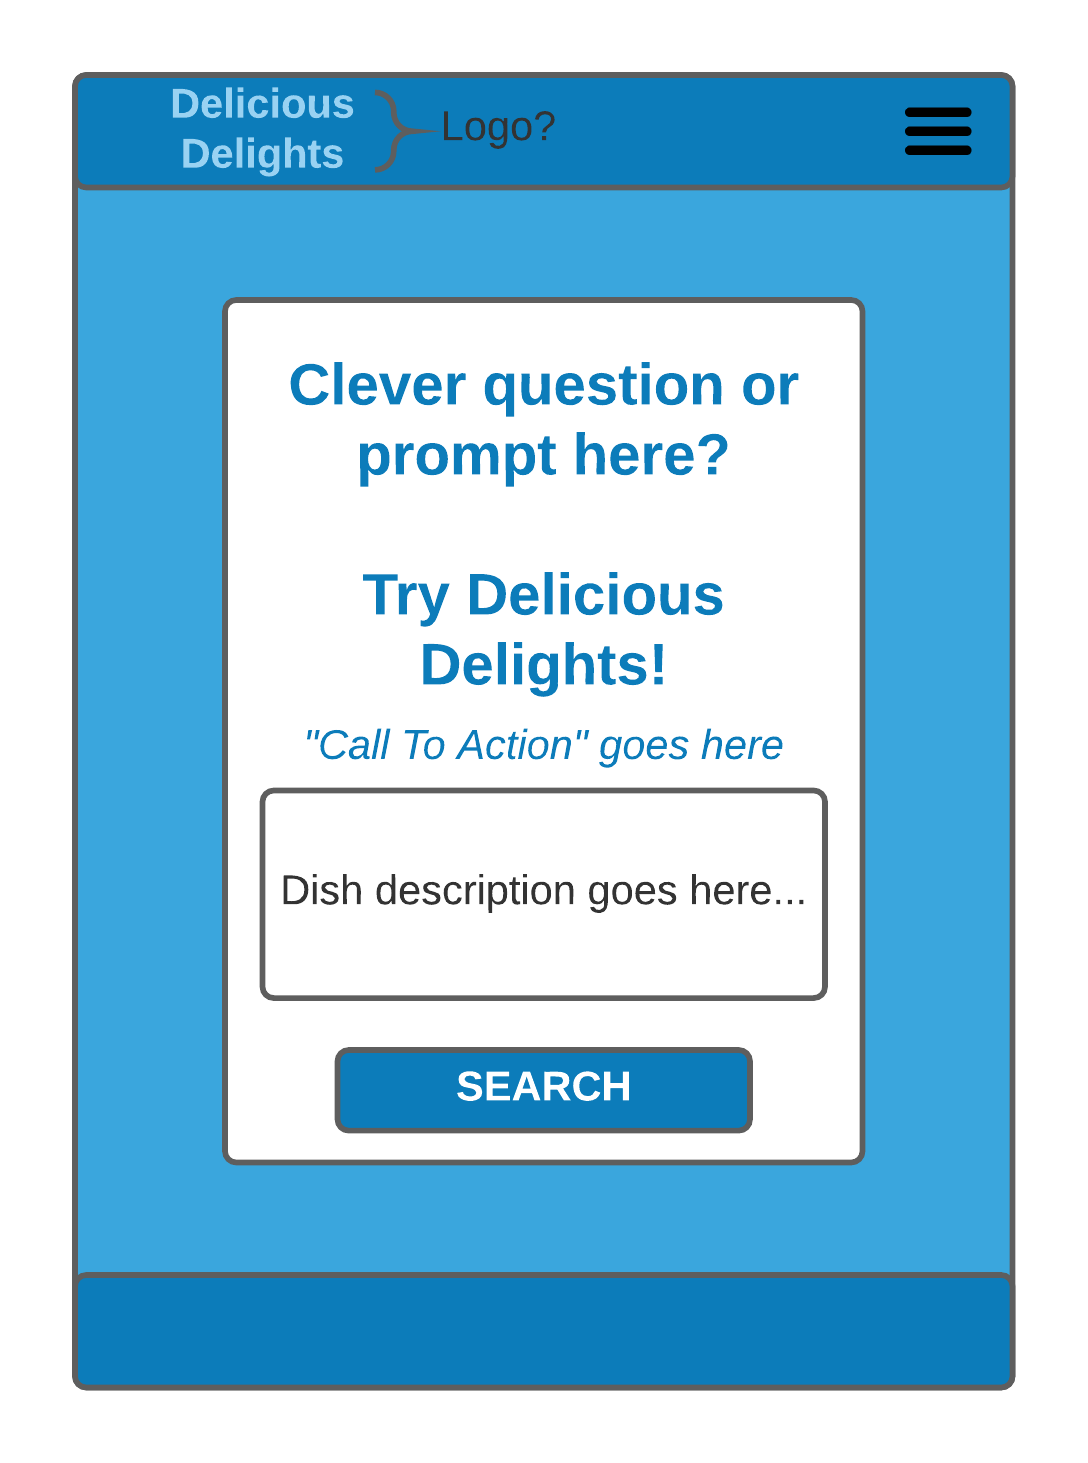 Delicious
Delights
Logo?
Clever question or
prompt here?
Try Delicious
Delights!
"Call To Action" goes here
Dish description goes here...
SEARCH